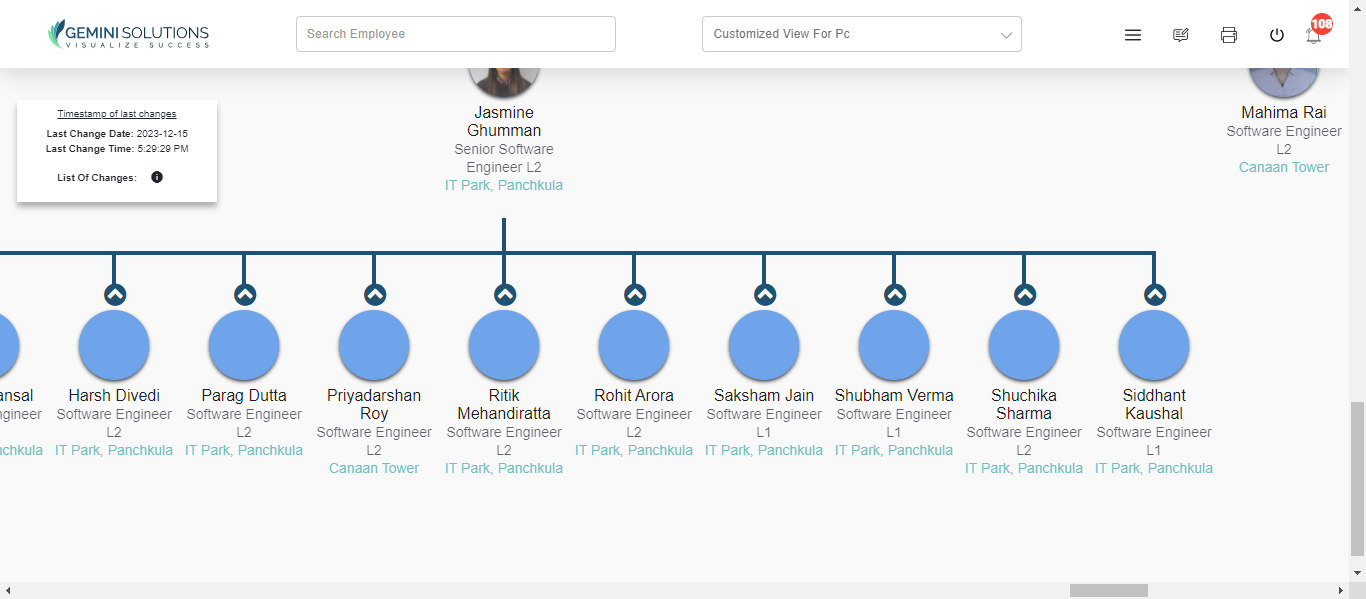 GEMINI SOLUTIONS
VISUALIZE SUCCESS
Search Employee
Customized View For Pc
108
Timestamp of last changes
Last Change Date: 2023-12-15
Last Change Time: 5:29:29 PM
List Of Changes:
Jasmine
Ghumman
Senior Software
Engineer L2
IT Park, Panchkula
Mahima Rai
Software Engineer
L2
Canaan Tower
Harsh Divedi
Software Engineer
L2
IT Park, Panchkula
Parag Dutta
Software Engineer
L2
IT Park, Panchkula
Priyadarshan
Roy
Software Engineer
L2
Canaan Tower
Ritik
Mehandiratta
Software Engineer
L2
IT Park, Panchkula
Rohit Arora
Software Engineer
L2
IT Park, Panchkula
Saksham Jain
Software Engineer
L1
IT Park, Panchkula
Shubham Verma
Software Engineer
L1
IT Park, Panchkula
Shuchika
Sharma
Software Engineer
L2
IT Park, Panchkula
Siddhant
Kaushal
Software Engineer
L1
IT Park, Panchkula